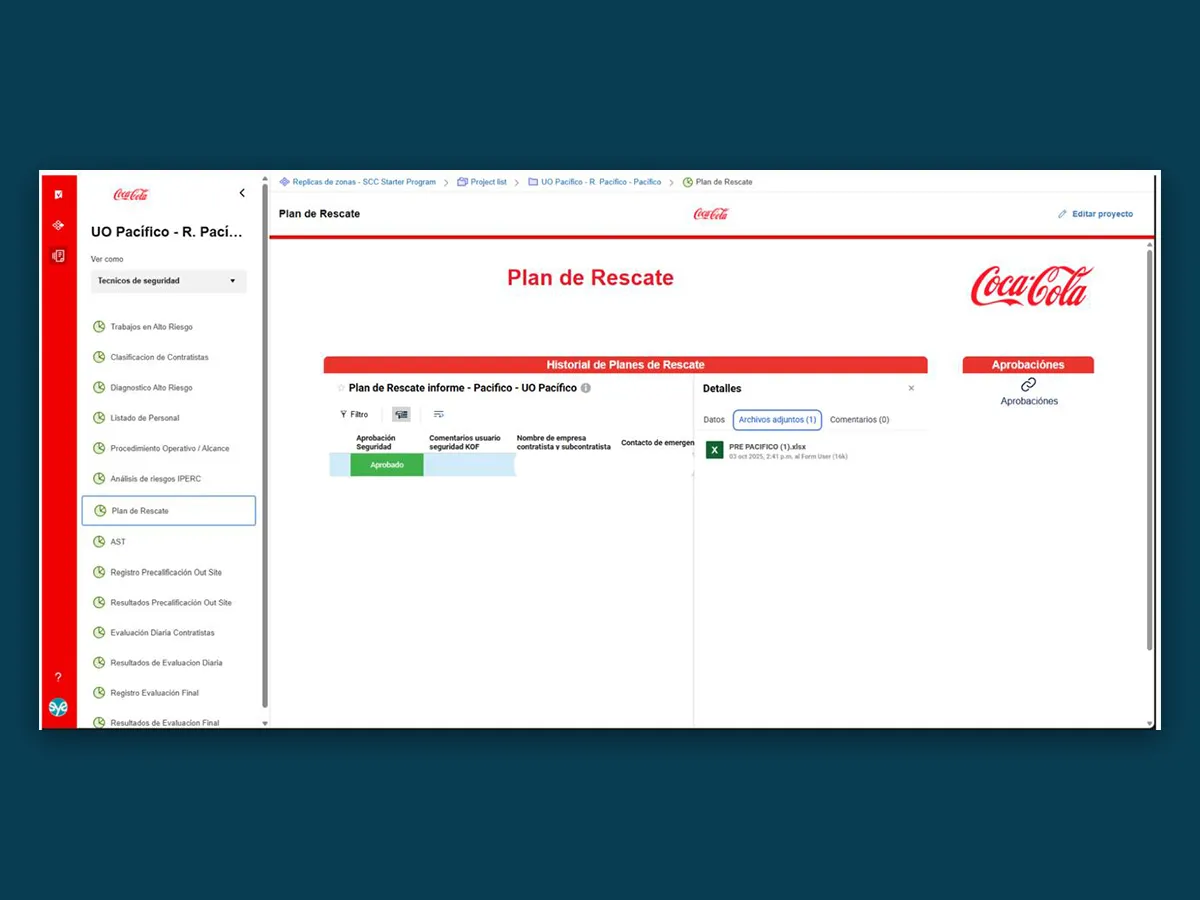 Coca-Cola
UO Pacífico - R. Pací...
Ver como
Tecnicos de seguridad
Trabajos en Alto Riesgo
Clasificacion de Contratistas
Diagnostico Alto Riesgo
Listado de Personal
Procedimiento Operativo / Alcance
Análisis de riesgos IPERC
Plan de Rescate
AST
Registro Precalificación Out Site
Resultados Precalificación Out Site
Evaluación Diaria Contratistas
Resultados de Evaluacion Diaria
Registro Evaluación Final
Resultados de Evaluacion Final
?
sye
Replicas de zonas - SCC Starter Program > Project list > UO Pacífico - R. Pacífico - Pacífico > Plan de Rescate
Plan de Rescate
Coca-Cola
Editar proyecto
Plan de Rescate
Coca-Cola
Historial de Planes de Rescate
Plan de Rescate informe - Pacifico - UO Pacífico
Filtro
Aprobación Seguridad
Comentarios usuario seguridad KOF
Nombre de empresa contratista y subcontratista
Contacto de emergen
Aprobado
Detalles
Datos
Archivos adjuntos (1)
Comentarios (0)
X
PRE PACIFICO (1).xlsx
03 oct 2025, 2:41 p.m. al Form User (16k)
Aprobaciónes
Aprobaciónes